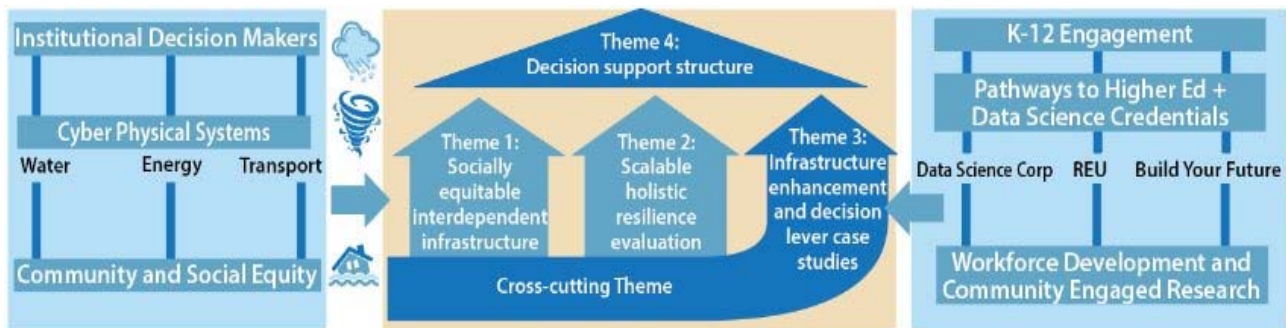 Institutional Decision Makers
Cyber Physical Systems
Water Energy Transport
Community and Social Equity
Theme 4:
Decision support structure
Theme 1:
Socially
equitable
interdependent
infrastructure
Theme 2:
Scalable
holistic
resilience
evaluation
Theme 3:
Infrastructure
enhancement
and decision
lever case
studies
Cross-cutting Theme
K-12 Engagement
Pathways to Higher Ed +
Data Science Credentials
Data Science Corp REU Build Your Future
Workforce Development and
Community Engaged Research